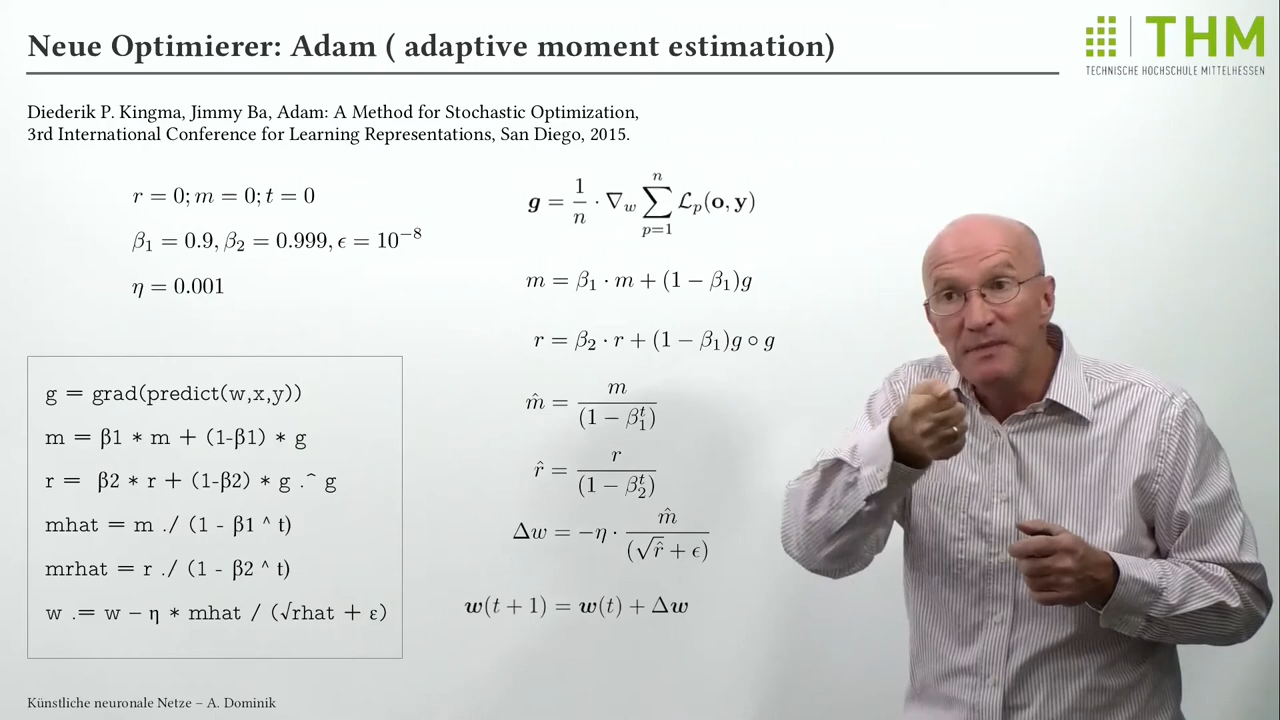 Neue Optimierer: Adam ( adaptive moment estimation)
THM
TECHNISCHE HOCHSCHULE MITTELHESSEN
Diederik P. Kingma, Jimmy Ba, Adam: A Method for Stochastic Optimization,
3rd International Conference for Learning Representations, San Diego, 2015.
r = 0; m = 0; t = 0
β₁ = 0.9, β₂ = 0.999, ϵ = 10⁻⁸
η = 0.001
g = grad(predict(w,x,y))
m = β1 * m + (1-β1) * g
r =  β2 * r + (1-β2) * g .^ g
mhat = m ./ (1 - β1 ^ t)
mrhat = r ./ (1 - β2 ^ t)
w .= w − η * mhat / (√rhat + ε)
g = 1/n · ∇_w ∑_{p=1}^{n} ℒ_p(o, y)
m = β₁ · m + (1 − β₁)g
r = β₂ · r + (1 − β₁)g ∘ g
m̂ = m / (1 − β₁ᵗ)
r̂ = r / (1 − β₂ᵗ)
Δw = −η · m̂ / (√r̂ + ϵ)
w(t + 1) = w(t) + Δw
Künstliche neuronale Netze – A. Dominik